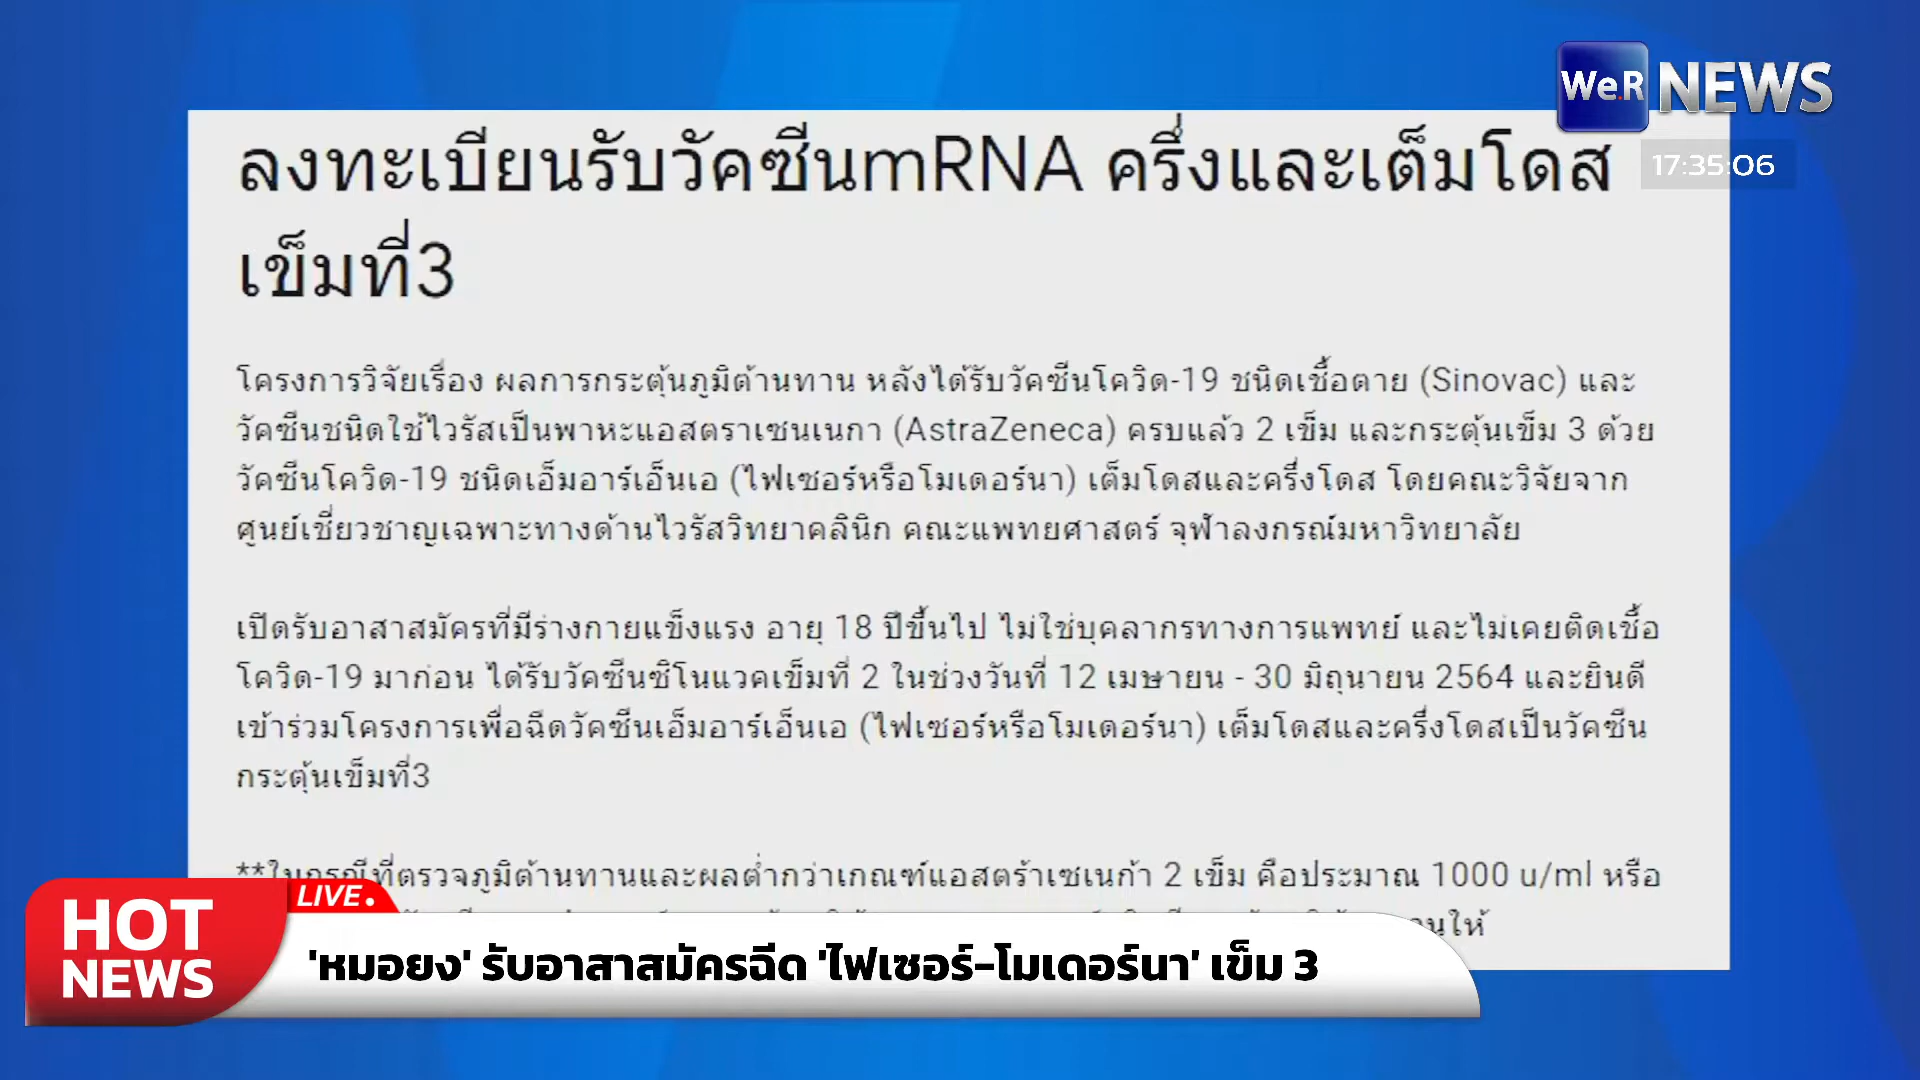 We.R NEWS
17:35:06
ลงทะเบียนรับวัคซีนmRNA ครึ่งและเต็มโดส
เข็มที่3
โครงการวิจัยเรื่อง ผลการกระตุ้นภูมิต้านทาน หลังได้รับวัคซีนโควิด-19 ชนิดเชื้อตาย (Sinovac) และ
วัคซีนชนิดใช้ไวรัสเป็นพาหะแอสตราเซนเนกา (AstraZeneca) ครบแล้ว 2 เข็ม และกระตุ้นเข็ม 3 ด้วย
วัคซีนโควิด-19 ชนิดเอ็มอาร์เอ็นเอ (ไฟเซอร์หรือโมเดอร์นา) เต็มโดสและครึ่งโดส โดยคณะวิจัยจาก
ศูนย์เชี่ยวชาญเฉพาะทางด้านไวรัสวิทยาคลินิก คณะแพทยศาสตร์ จุฬาลงกรณ์มหาวิทยาลัย
เปิดรับอาสาสมัครที่มีร่างกายแข็งแรง อายุ 18 ปีขึ้นไป ไม่ใช่บุคลากรทางการแพทย์ และไม่เคยติดเชื้อ
โควิด-19 มาก่อน ได้รับวัคซีนซิโนแวคเข็มที่ 2 ในช่วงวันที่ 12 เมษายน - 30 มิถุนายน 2564 และยินดี
เข้าร่วมโครงการเพื่อฉีดวัคซีนเอ็มอาร์เอ็นเอ (ไฟเซอร์หรือโมเดอร์นา) เต็มโดสและครึ่งโดสเป็นวัคซีน
กระตุ้นเข็มที่3
**ในกรณีที่ตรวจภูมิต้านทานและผลต่ำกว่าเกณฑ์แอสตร้าเซเนก้า 2 เข็ม คือประมาณ 1000 u/ml หรือ
LIVE.
HOT
NEWS
'หมอยง' รับอาสาสมัครฉีด 'ไฟเซอร์-โมเดอร์นา' เข็ม 3